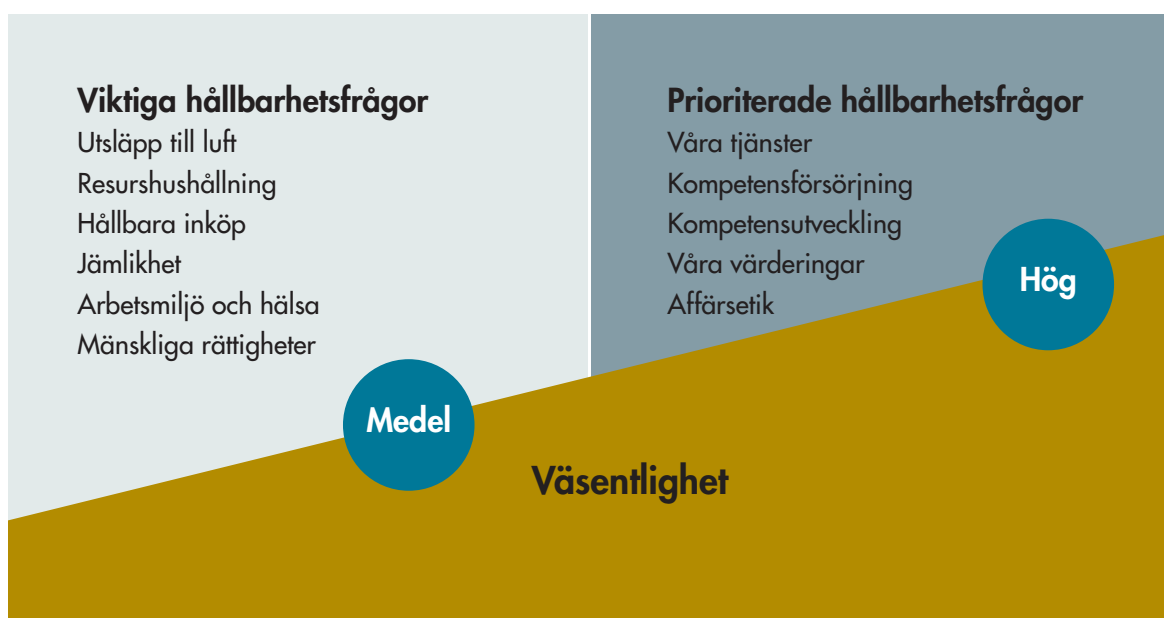 Viktiga hållbarhetsfrågor
Utsläpp till luft
Resurshushållning
Hållbara inköp
Jämlikhet
Arbetsmiljö och hälsa
Mänskliga rättigheter
Medel
Prioriterade hållbarhetsfrågor
Våra tjänster
Kompetensförsörjning
Kompetensutveckling
Våra värderingar
Affärsetik
Hög
Väsentlighet